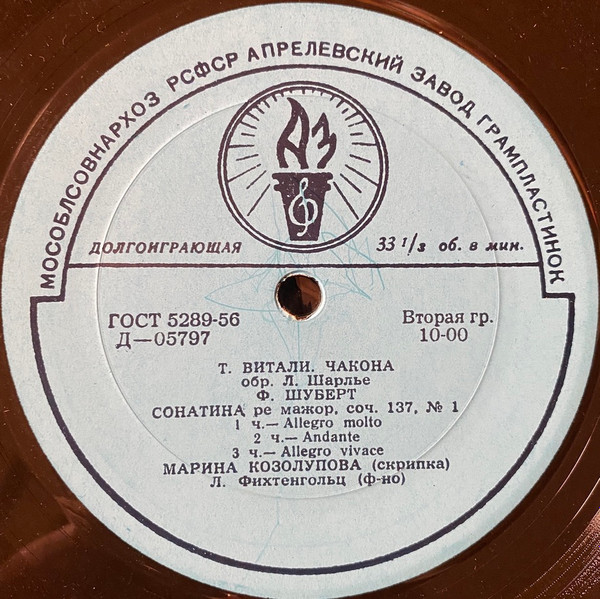 МОСОБЛСОВНАРХОЗ РСФСР АПРЕЛЕВСКИЙ ЗАВОД ГРАМПЛАСТИНОК
АЗ
ДОЛГОИГРАЮЩАЯ 33 1/3 об. в мин.
ГОСТ 5289-56 Вторая гр.
Д—05797 10-00
Т. ВИТАЛИ. ЧАКОНА
обр. Л. Шарлье
Ф. ШУБЕРТ
СОНАТИНА ре мажор, соч. 137, № 1
1 ч.— Allegro molto
2 ч.— Andante
3 ч.— Allegro vivace
МАРИНА КОЗОЛУПОВА (скрипка)
Л. Фихтенгольц (ф-но)